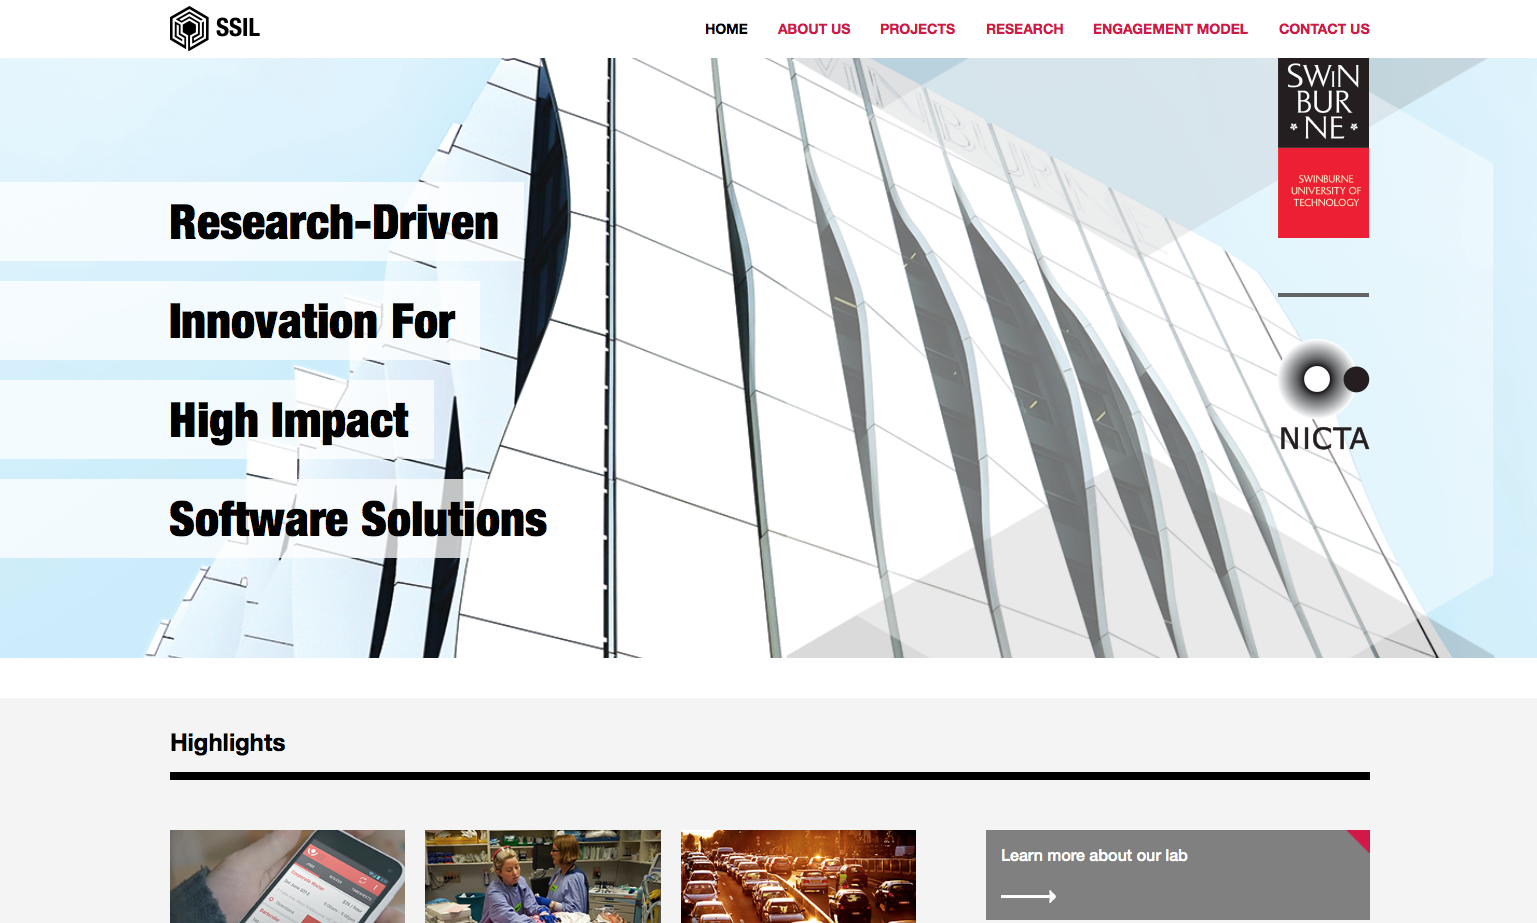 SSIL
HOME
ABOUT US
PROJECTS
RESEARCH
ENGAGEMENT MODEL
CONTACT US
SWIN
BUR
NE
SWINBURNE
UNIVERSITY OF
TECHNOLOGY
Research-Driven
Innovation For
High Impact
Software Solutions
NICTA
Highlights
Learn more about our lab